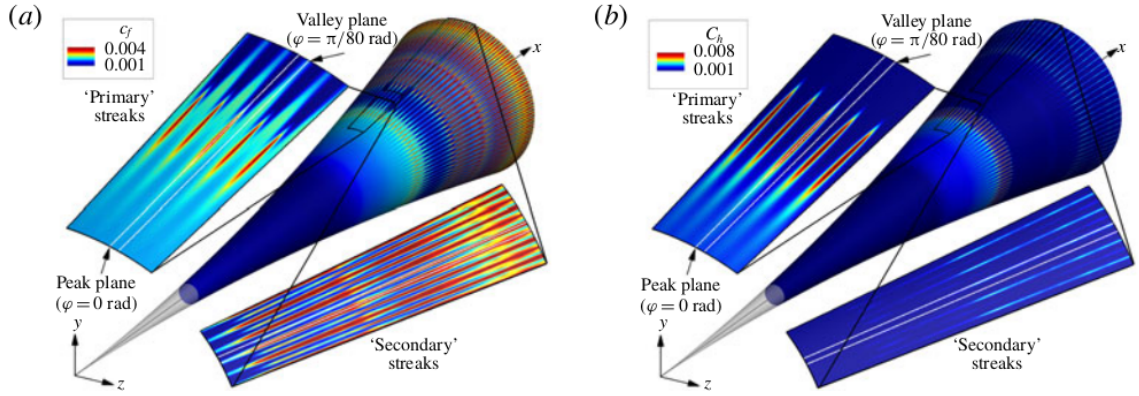 (a)
c_f
0.004
0.001
Valley plane
(φ = π/80 rad)
x
‘Primary’
streaks
Peak plane
(φ = 0 rad)
y
z
‘Secondary’
streaks
(b)
C_h
0.008
0.001
Valley plane
(φ = π/80 rad)
x
‘Primary’
streaks
Peak plane
(φ = 0 rad)
y
z
‘Secondary’
streaks